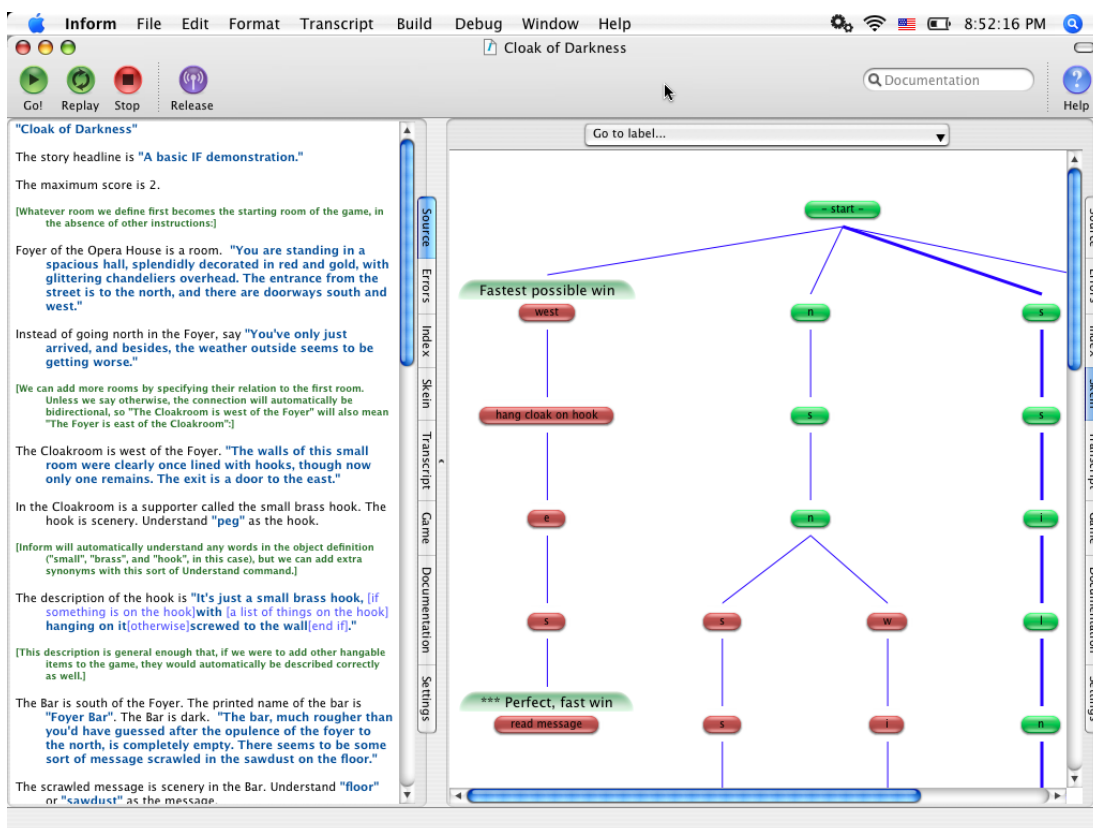 Inform File Edit Format Transcript Build Debug Window Help 8:52:16 PM
Cloak of Darkness
Go! Replay Stop Release
Documentation
Help
"Cloak of Darkness"
The story headline is "A basic IF demonstration."
The maximum score is 2.
[Whatever room we define first becomes the starting room of the game, in
the absence of other instructions:]
Foyer of the Opera House is a room. "You are standing in a
spacious hall, splendidly decorated in red and gold, with
glittering chandeliers overhead. The entrance from the
street is to the north, and there are doorways south and
west."
Instead of going north in the Foyer, say "You've only just
arrived, and besides, the weather outside seems to be
getting worse."
[We can add more rooms by specifying their relation to the first room.
Unless we say otherwise, the connection will automatically be
bidirectional, so "The Cloakroom is west of the Foyer" will also mean
"The Foyer is east of the Cloakroom":]
The Cloakroom is west of the Foyer. "The walls of this small
room were clearly once lined with hooks, though now
only one remains. The exit is a door to the east."
In the Cloakroom is a supporter called the small brass hook. The
hook is scenery. Understand "peg" as the hook.
[Inform will automatically understand any words in the object definition
("small", "brass", and "hook", in this case), but we can add extra
synonyms with this sort of Understand command.]
The description of the hook is "It's just a small brass hook, [if
something is on the hook]with [a list of things on the hook]
hanging on it[otherwise]screwed to the wall[end if]."
[This description is general enough that, if we were to add other hangable
items to the game, they would automatically be described correctly
as well.]
The Bar is south of the Foyer. The printed name of the bar is
"Foyer Bar". The Bar is dark. "The bar, much rougher than
you'd have guessed after the opulence of the foyer to
the north, is completely empty. There seems to be some
sort of message scrawled in the sawdust on the floor."
The scrawled message is scenery in the Bar. Understand "floor"
or "sawdust" as the message.
Source
Errors
Index
Skein
Transcript
Game
Documentation
Settings
Go to label...
- start -
Fastest possible win
west n s
hang cloak on hook s s
e n i
s s w l
*** Perfect, fast win
read message s i n
Source
Errors
Index
Skein
Transcript
Game
Documentation
Settings